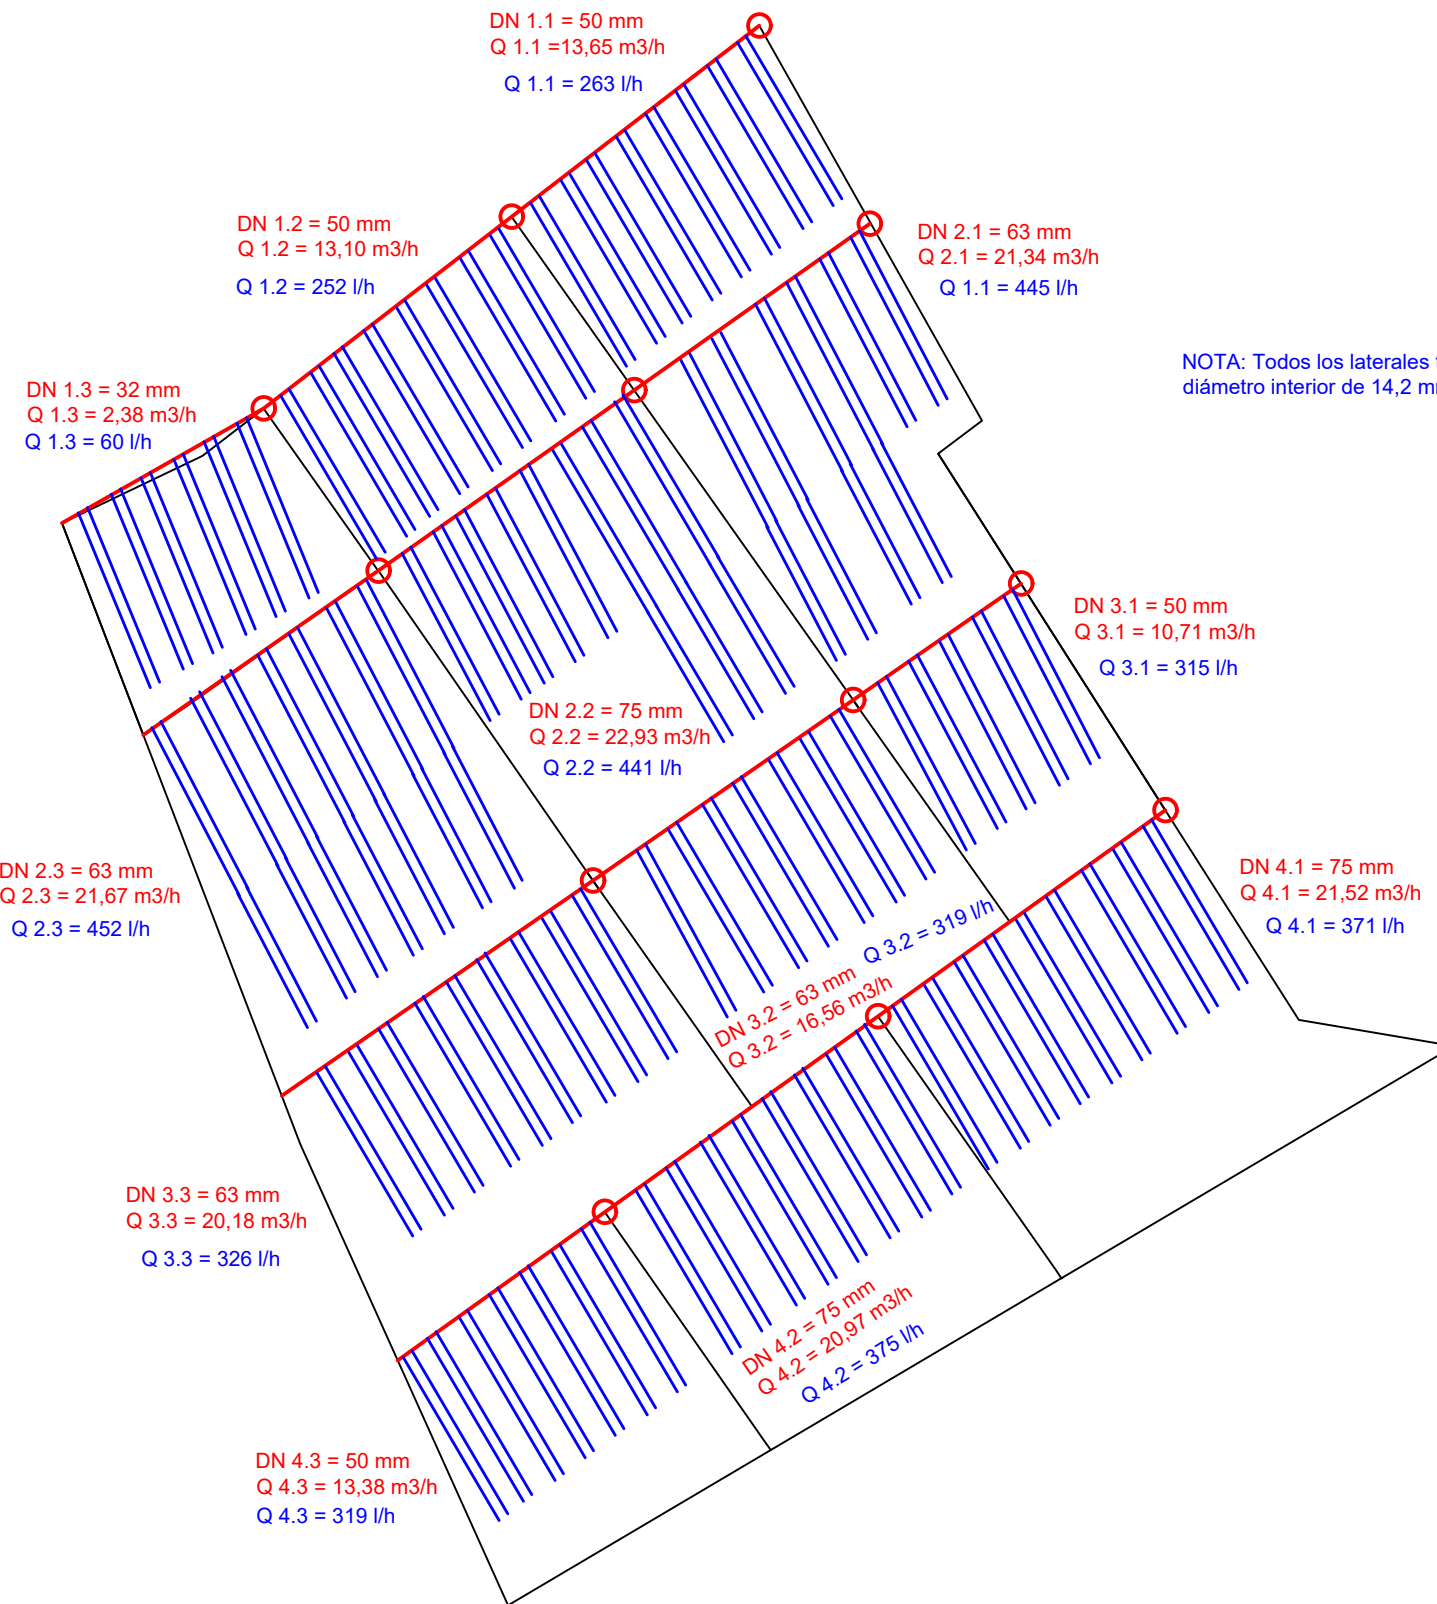 DN 1.1 = 50 mm
Q 1.1 =13,65 m3/h
Q 1.1 = 263 l/h
DN 1.2 = 50 mm
Q 1.2 = 13,10 m3/h
Q 1.2 = 252 l/h
DN 2.1 = 63 mm
Q 2.1 = 21,34 m3/h
Q 1.1 = 445 l/h
NOTA: Todos los laterales
diámetro interior de 14,2
DN 1.3 = 32 mm
Q 1.3 = 2,38 m3/h
Q 1.3 = 60 l/h
DN 3.1 = 50 mm
Q 3.1 = 10,71 m3/h
Q 3.1 = 315 l/h
DN 2.2 = 75 mm
Q 2.2 = 22,93 m3/h
Q 2.2 = 441 l/h
DN 2.3 = 63 mm
Q 2.3 = 21,67 m3/h
Q 2.3 = 452 l/h
DN 4.1 = 75 mm
Q 4.1 = 21,52 m3/h
Q 4.1 = 371 l/h
Q 3.2 = 319 l/h
DN 3.2 = 63 mm
Q 3.2 = 16,56 m3/h
DN 3.3 = 63 mm
Q 3.3 = 20,18 m3/h
Q 3.3 = 326 l/h
DN 4.2 = 75 mm
Q 4.2 = 20,97 m3/h
Q 4.2 = 375 l/h
DN 4.3 = 50 mm
Q 4.3 = 13,38 m3/h
Q 4.3 = 319 l/h